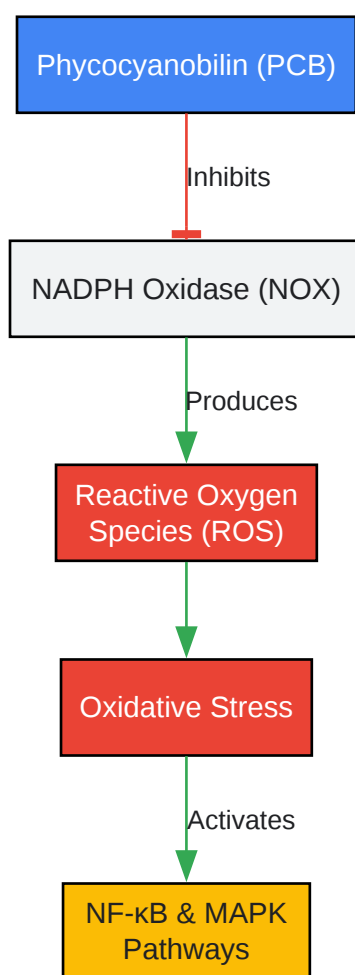 Phycocyanobilin (PCB)
Inhibits
NADPH Oxidase (NOX)
Produces
Reactive Oxygen
Species (ROS)
Oxidative Stress
Activates
NF-κB & MAPK
Pathways